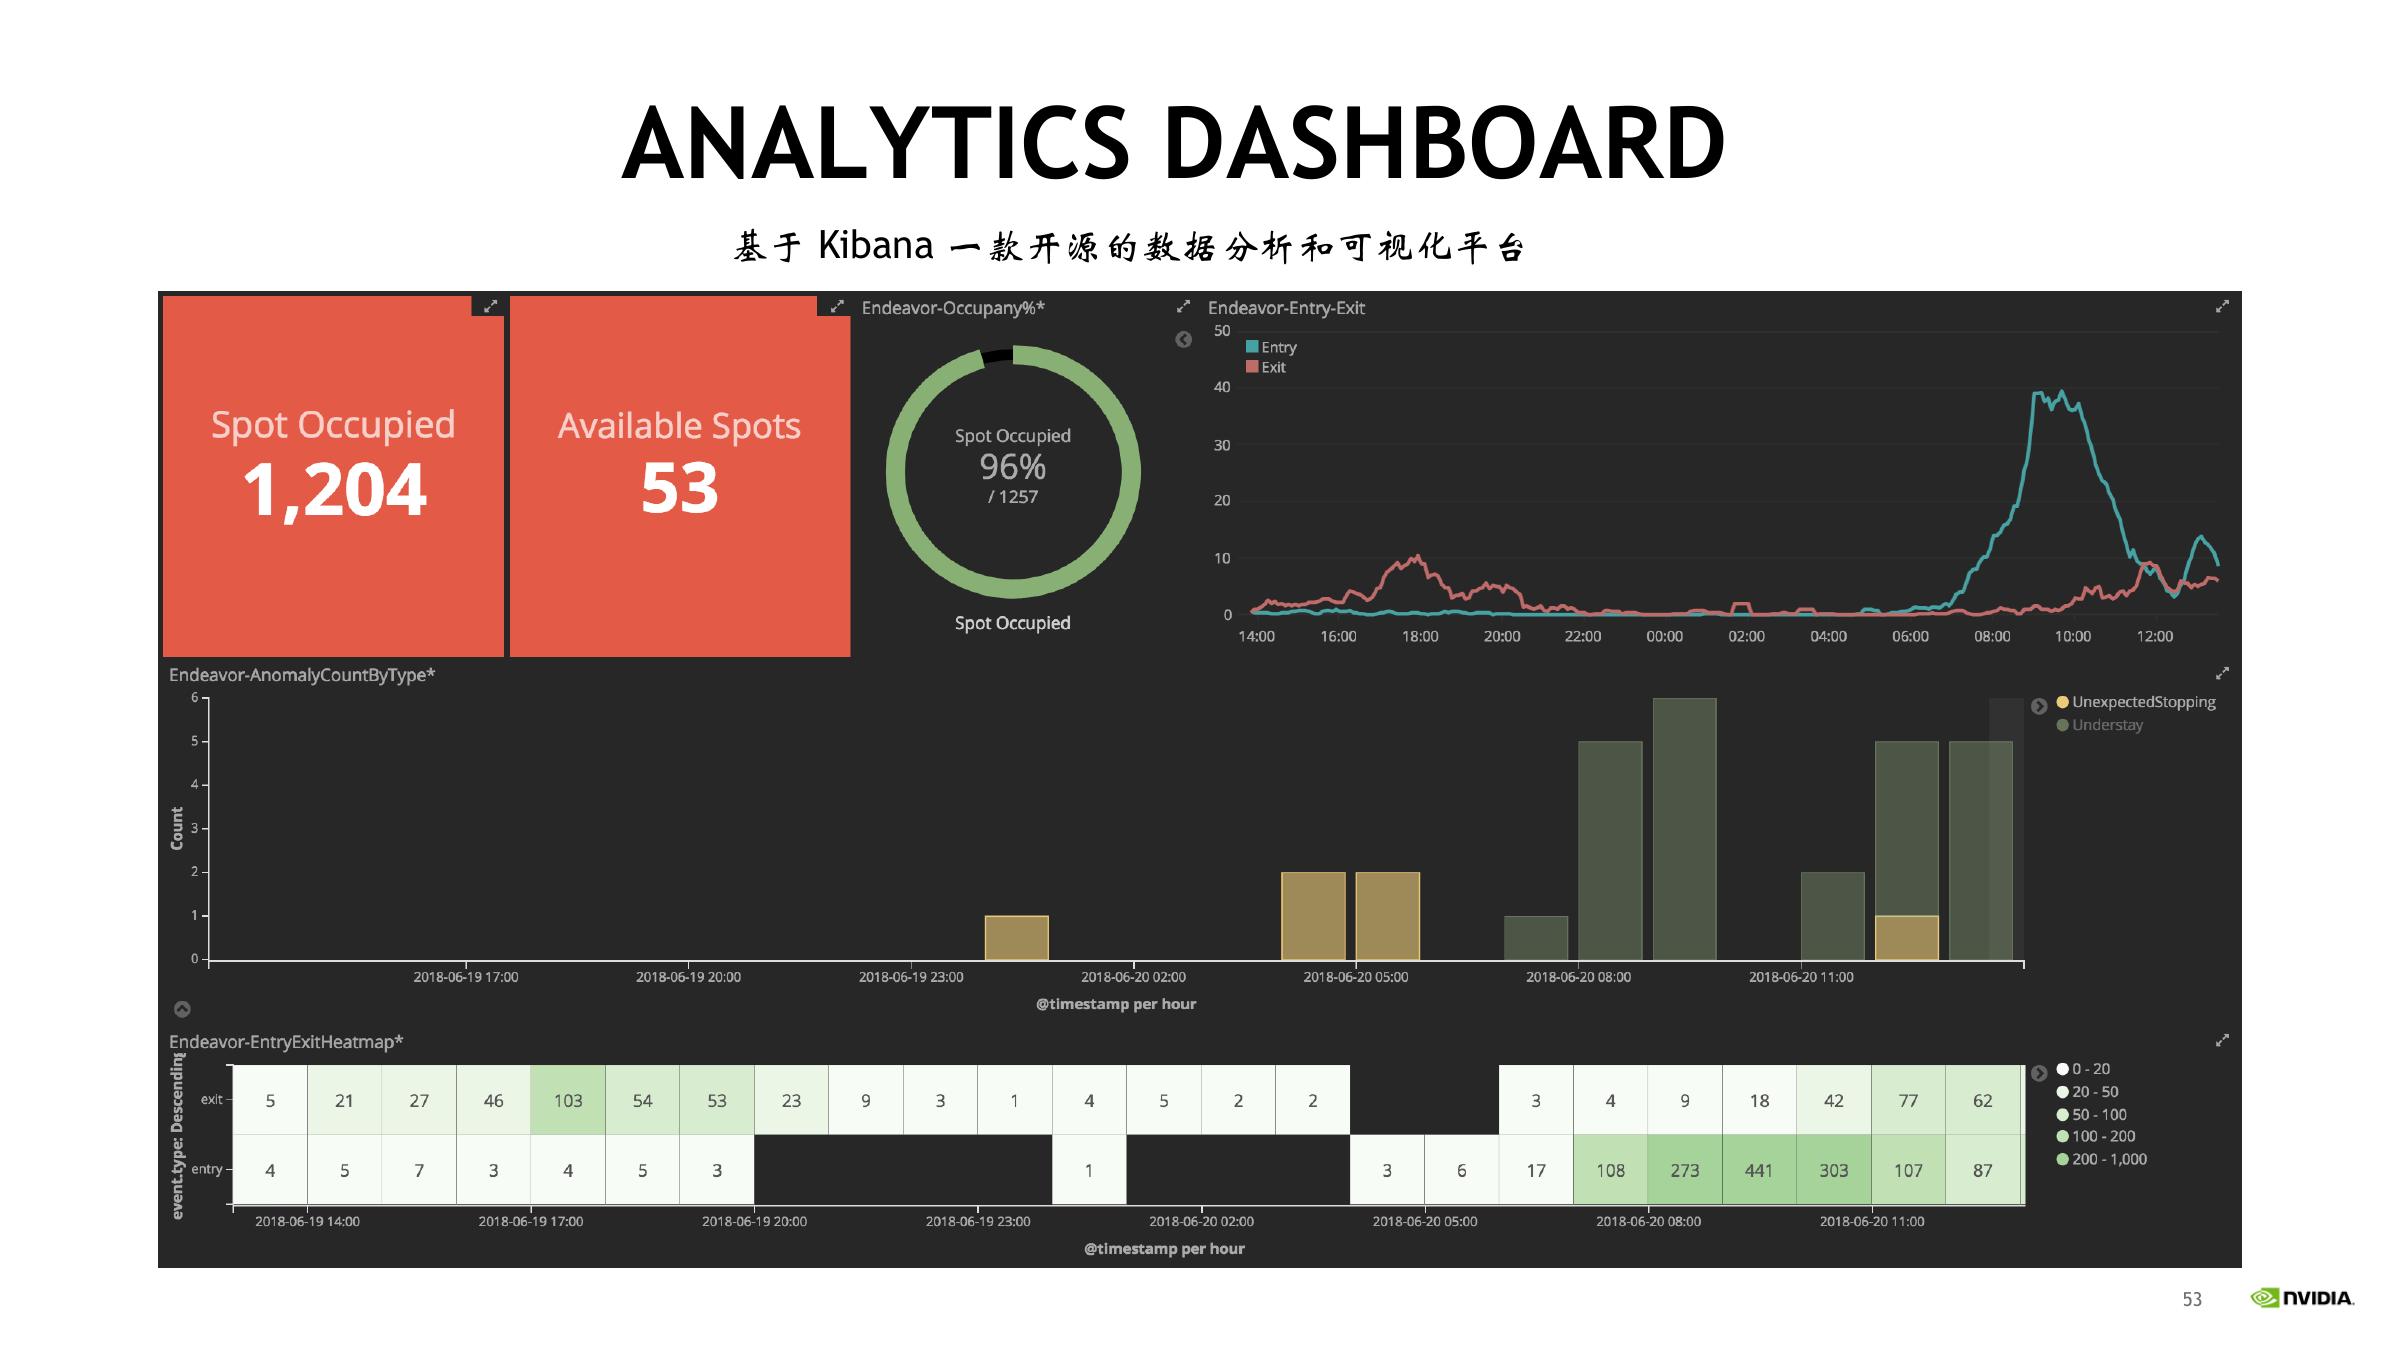 ANALYTICS DASHBOARD
基于 Kibana 一款开源的数据分析和可视化平台
Spot Occupied
1,204
Available Spots
53
Endeavor-Occupany%*
Spot Occupied
96%
/ 1257
Spot Occupied
Endeavor-Entry-Exit
Entry
Exit
50
40
30
20
10
0
14:00 16:00 18:00 20:00 22:00 00:00 02:00 04:00 06:00 08:00 10:00 12:00
Endeavor-AnomalyCountByType*
Count
6
5
4
3
2
1
0
2018-06-19 17:00 2018-06-19 20:00 2018-06-19 23:00 2018-06-20 02:00 2018-06-20 05:00 2018-06-20 08:00 2018-06-20 11:00
@timestamp per hour
UnexpectedStopping
Understay
Endeavor-EntryExitHeatmap*
event.type: Descending
exit 5 21 27 46 103 54 53 23 9 3 1 4 5 2 2 3 4 9 18 42 77 62
entry 4 5 7 3 4 5 3 1 3 6 17 108 273 441 303 107 87
2018-06-19 14:00 2018-06-19 17:00 2018-06-19 20:00 2018-06-19 23:00 2018-06-20 02:00 2018-06-20 05:00 2018-06-20 08:00 2018-06-20 11:00
@timestamp per hour
0 - 20
20 - 50
50 - 100
100 - 200
200 - 1,000
53
NVIDIA.